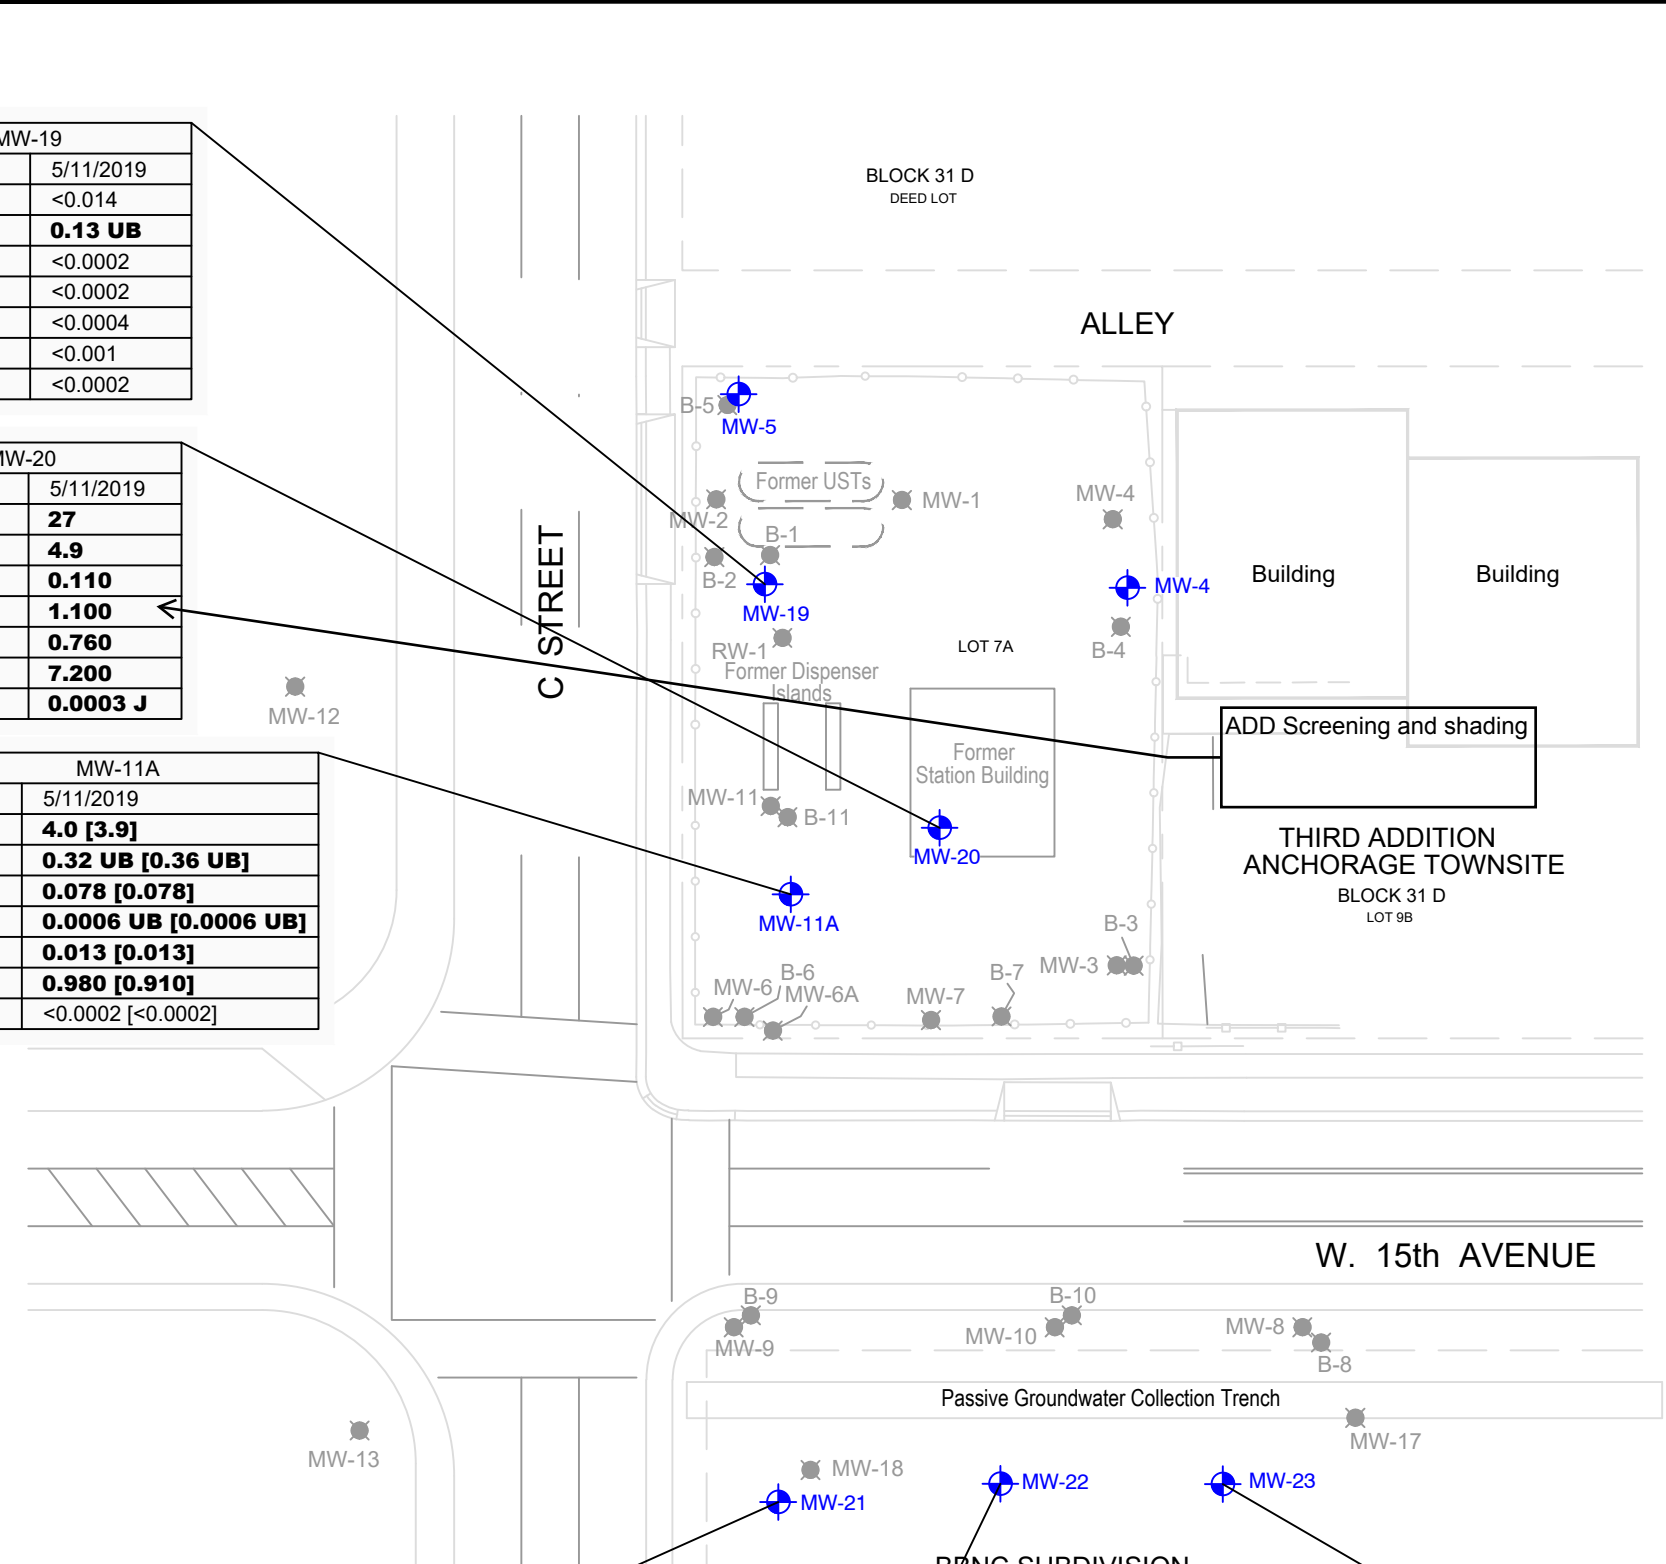 MW-19
5/11/2019
<0.014
0.13 UB
<0.0002
<0.0002
<0.0004
<0.001
<0.0002
MW-20
5/11/2019
27
4.9
0.110
1.100
0.760
7.200
0.0003 J
MW-11A
5/11/2019
4.0 [3.9]
0.32 UB [0.36 UB]
0.078 [0.078]
0.0006 UB [0.0006 UB]
0.013 [0.013]
0.980 [0.910]
<0.0002 [<0.0002]
MW-12
MW-13
C STREET
BLOCK 31 D
DEED LOT
ALLEY
B-5
MW-5
Former USTs
MW-2
MW-1
MW-4
B-1
B-2
MW-19
MW-4
Building
Building
RW-1
LOT 7A
B-4
Former Dispenser
Islands
ADD Screening and shading
Former
Station Building
MW-11
B-11
MW-20
THIRD ADDITION
ANCHORAGE TOWNSITE
BLOCK 31 D
LOT 9B
MW-11A
B-3
MW-3
B-6
MW-6
MW-6A
MW-7
B-7
W. 15th AVENUE
B-9
MW-9
B-10
MW-10
MW-8
B-8
Passive Groundwater Collection Trench
MW-17
MW-18
MW-21
MW-22
MW-23
SUBDIVISION